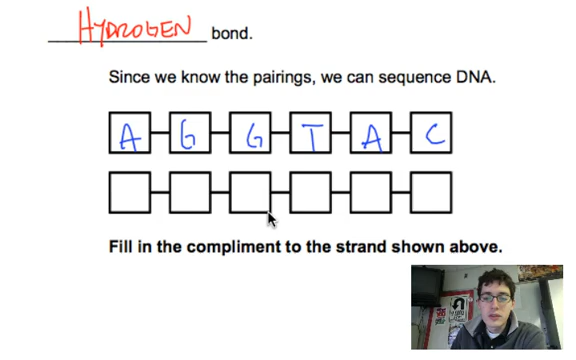 HYDROGEN bond.
Since we know the pairings, we can sequence DNA.
A G G T A C
Fill in the compliment to the strand shown above.